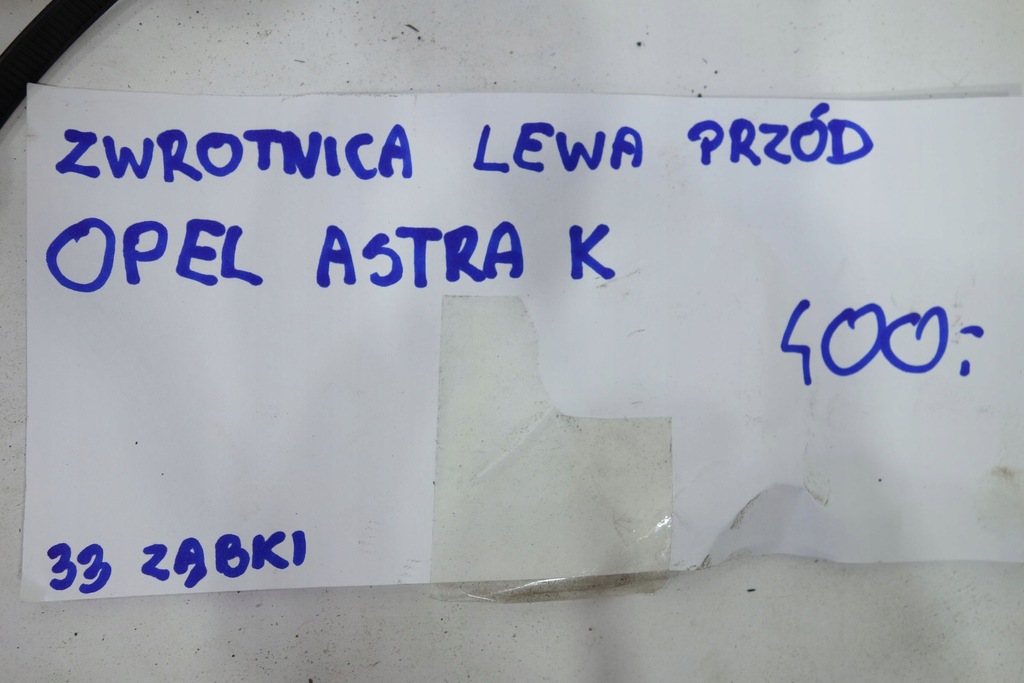 ZWROTNICA LEWA PRZÓD
OPEL ASTRA K
400:-
33 ZĄBKI